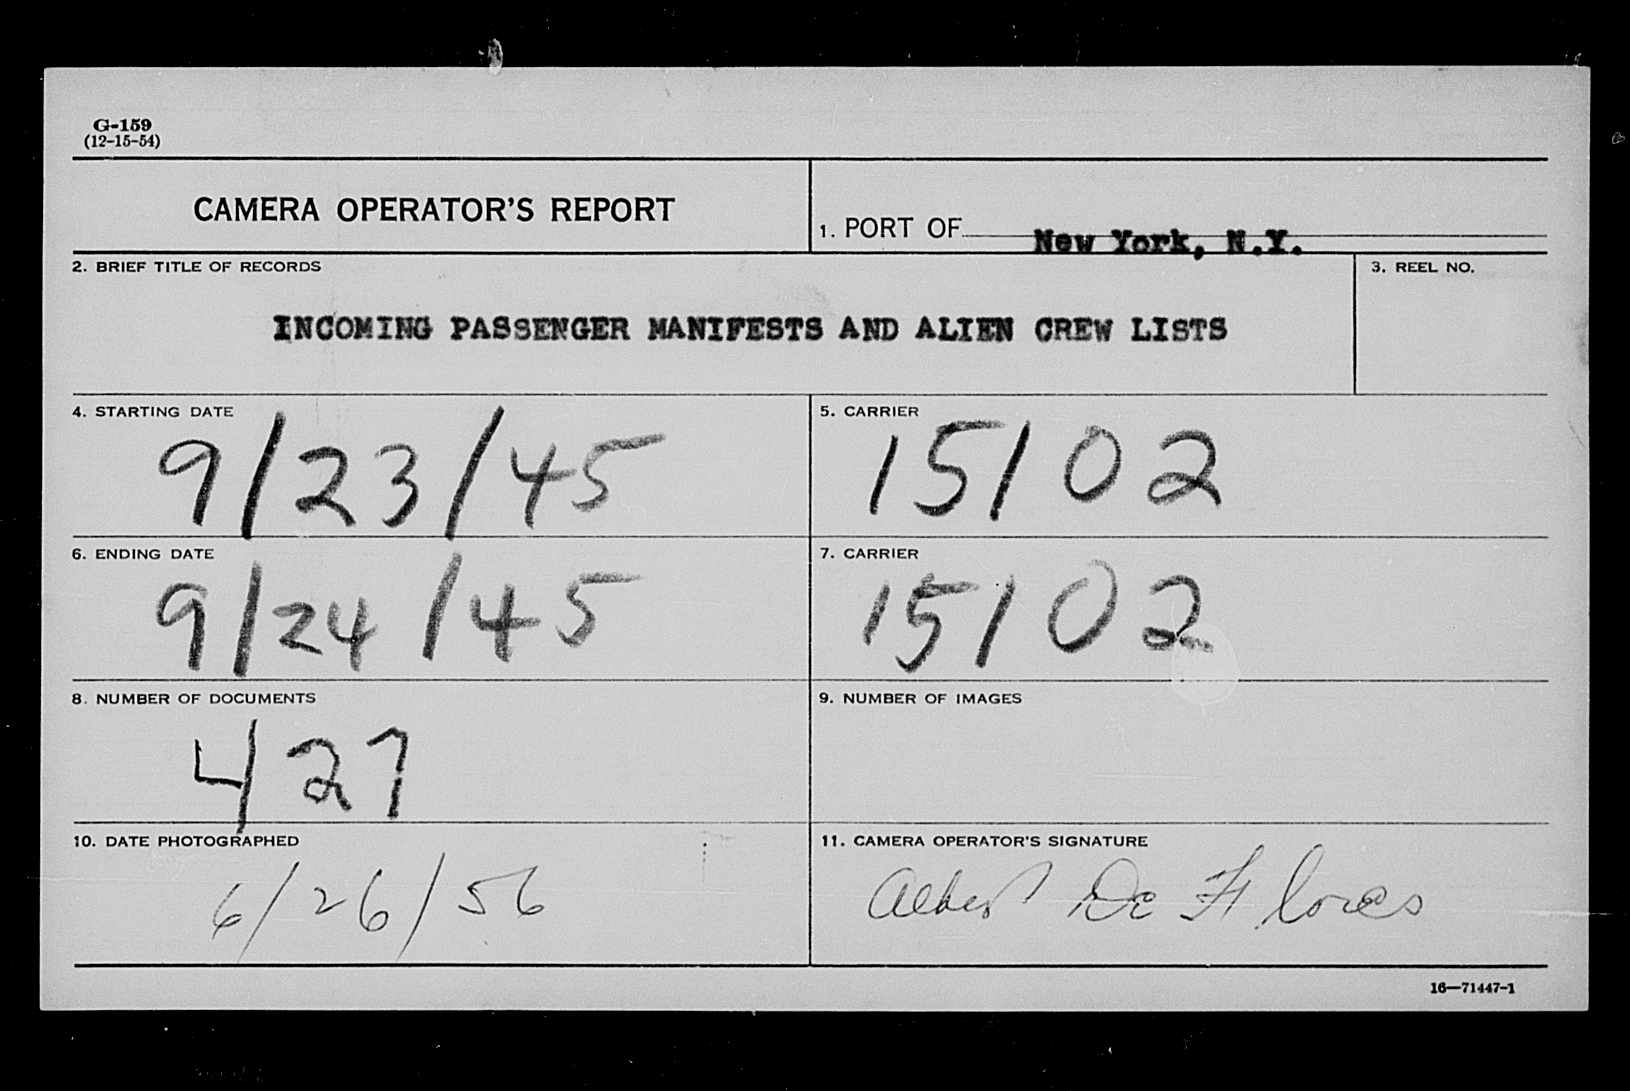 G-159
(12-15-54)
CAMERA OPERATOR'S REPORT
1. PORT OF New York, N.Y.
2. BRIEF TITLE OF RECORDS
3. REEL NO.
INCOMING PASSENGER MANIFESTS AND ALIEN CREW LISTS
4. STARTING DATE
5. CARRIER
9/23/45
15102
6. ENDING DATE
7. CARRIER
9/24/45
15102
8. NUMBER OF DOCUMENTS
9. NUMBER OF IMAGES
427
10. DATE PHOTOGRAPHED
11. CAMERA OPERATOR'S SIGNATURE
6/26/56
Albert De Flores
16—71447-1